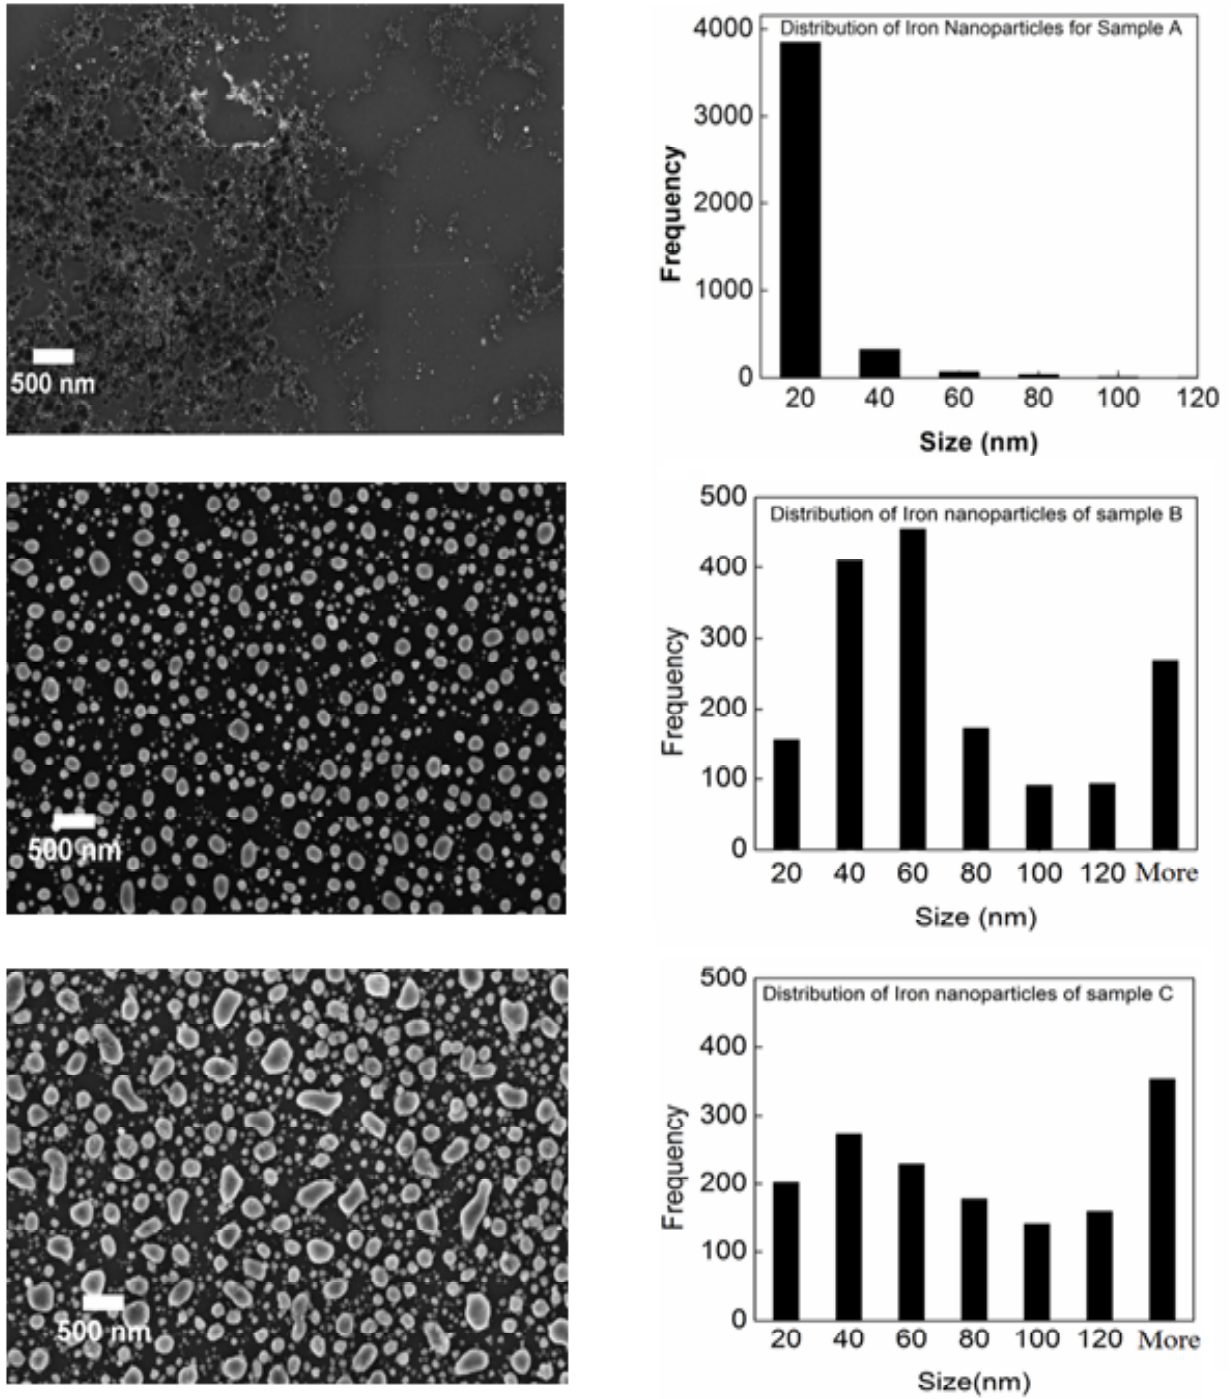 500 nm
Distribution of Iron Nanoparticles for Sample A
4000
3000
2000
1000
0
Frequency
20 40 60 80 100 120
Size (nm)
500 nm
Distribution of Iron nanoparticles of sample B
500
400
300
200
100
0
Frequency
20 40 60 80 100 120 More
Size (nm)
500 nm
Distribution of Iron nanoparticles of sample C
500
400
300
200
100
0
Frequency
20 40 60 80 100 120 More
Size(nm)